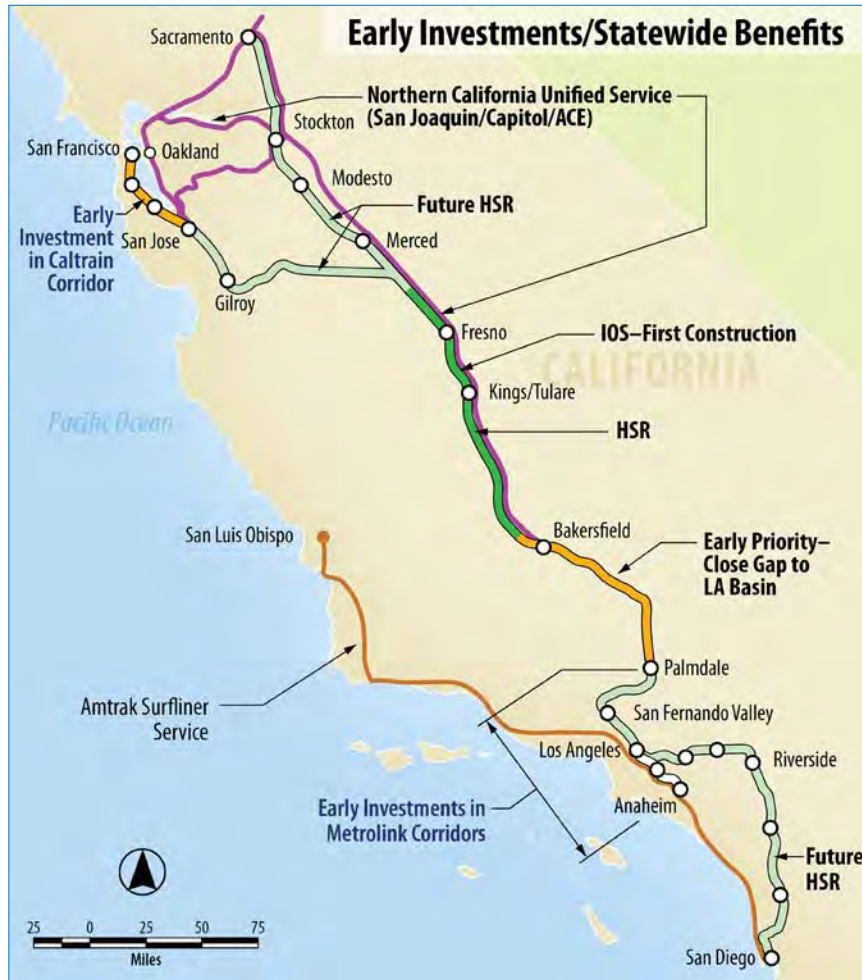 Early Investments/Statewide Benefits
Sacramento
Northern California Unified Service
(San Joaquin/Capitol/ACE)
Stockton
San Francisco
Oakland
Modesto
Early
Investment
in Caltrain
Corridor
San Jose
Future HSR
Merced
Gilroy
Fresno
IOS–First Construction
CALIFORNIA
Kings/Tulare
Pacific Ocean
HSR
San Luis Obispo
Bakersfield
Early Priority–
Close Gap to
LA Basin
Palmdale
Amtrak Surfliner
Service
San Fernando Valley
Los Angeles
Riverside
Anaheim
Early Investments in
Metrolink Corridors
Future
HSR
25 0 25 50 75
Miles
San Diego